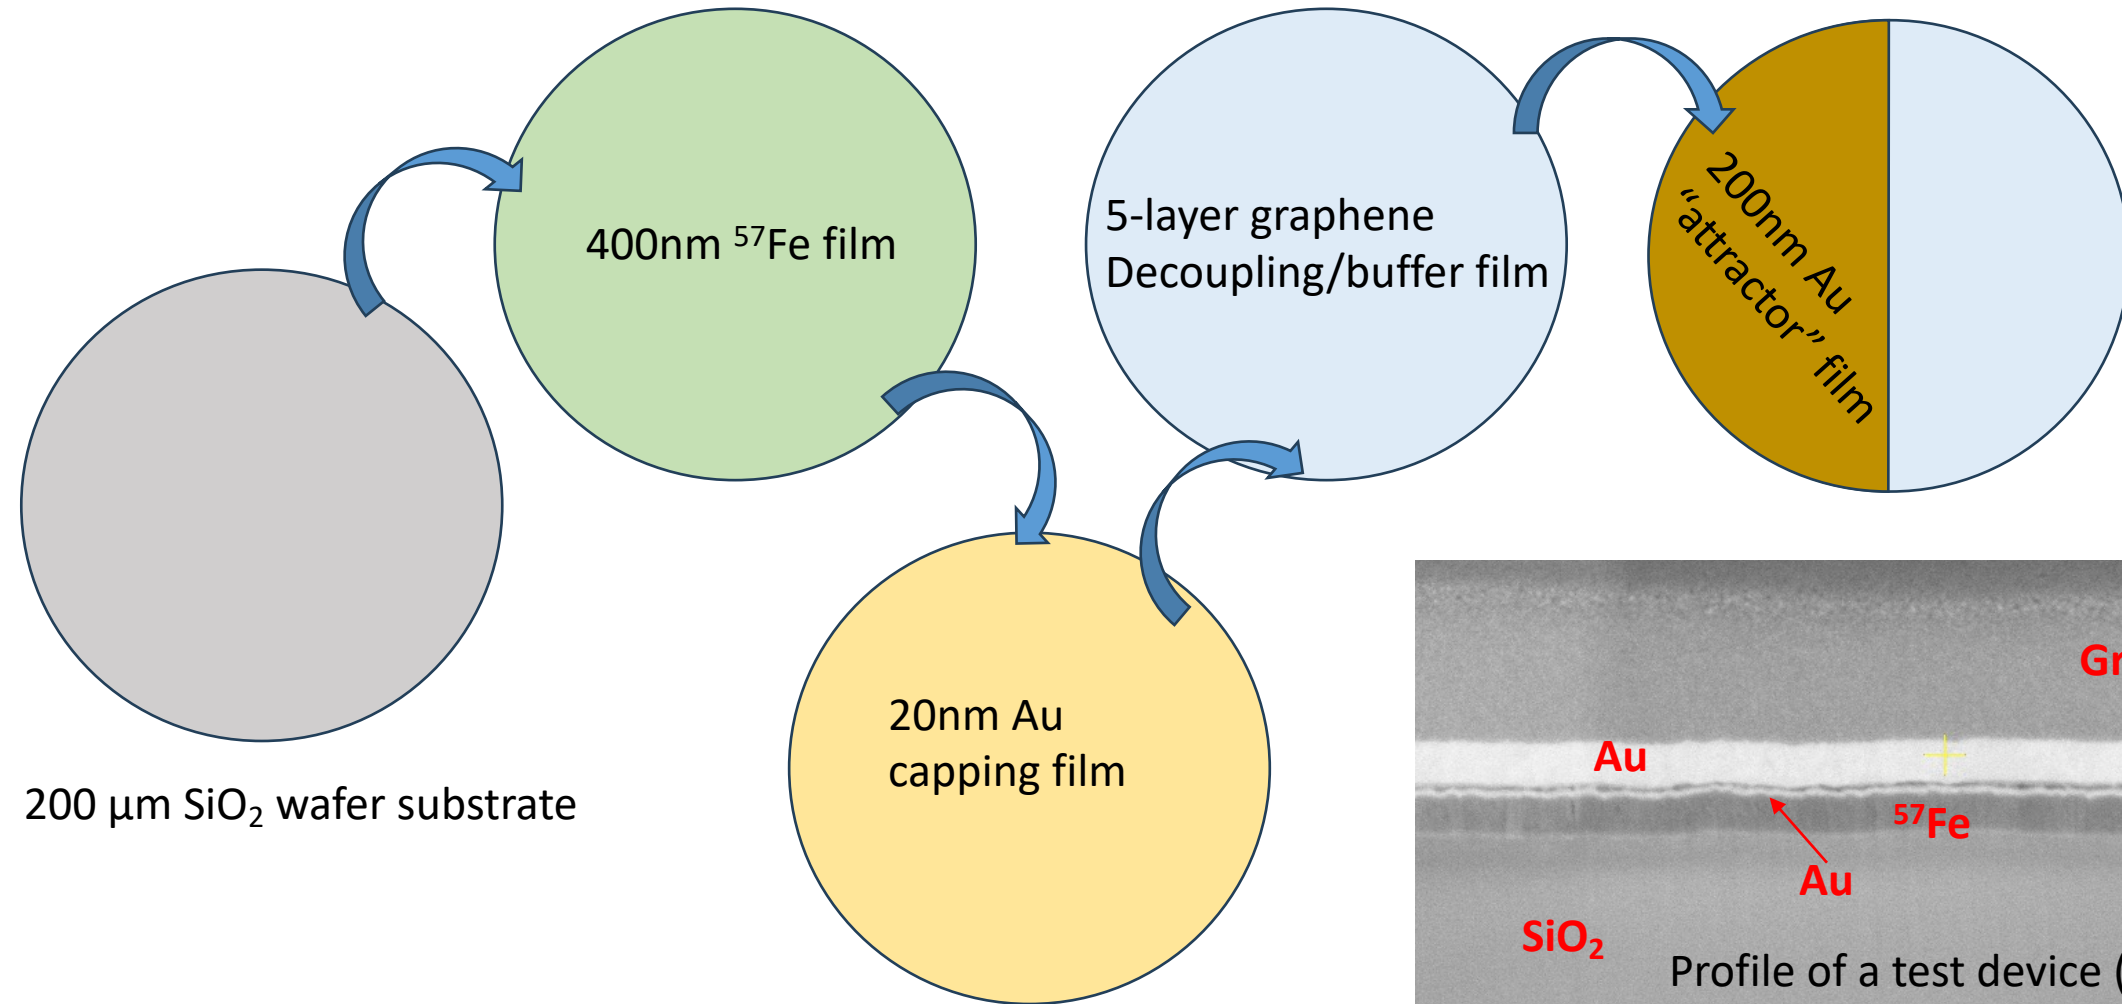 400nm ⁵⁷Fe film
5-layer graphene
Decoupling/buffer film
200nm Au
“attractor” film
20nm Au
capping film
200 µm SiO₂ wafer substrate
Au
⁵⁷Fe
Au
SiO₂
Profile of a test device (